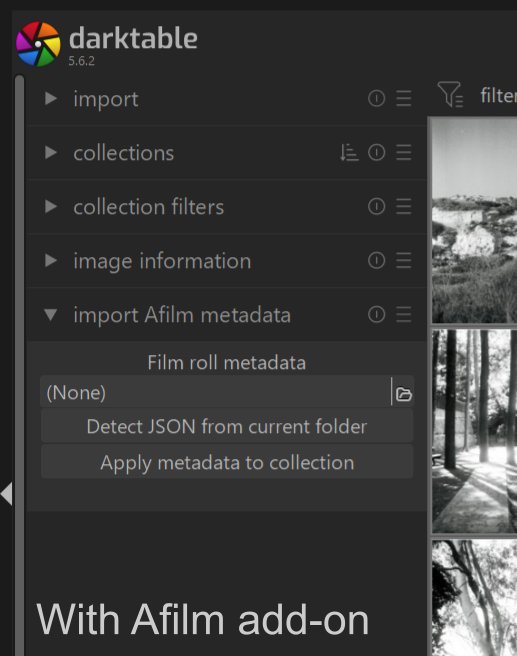 darktable
5.6.2
import
filter
collections
collection filters
image information
import Afilm metadata
Film roll metadata
(None)
Detect JSON from current folder
Apply metadata to collection
With Afilm add-on